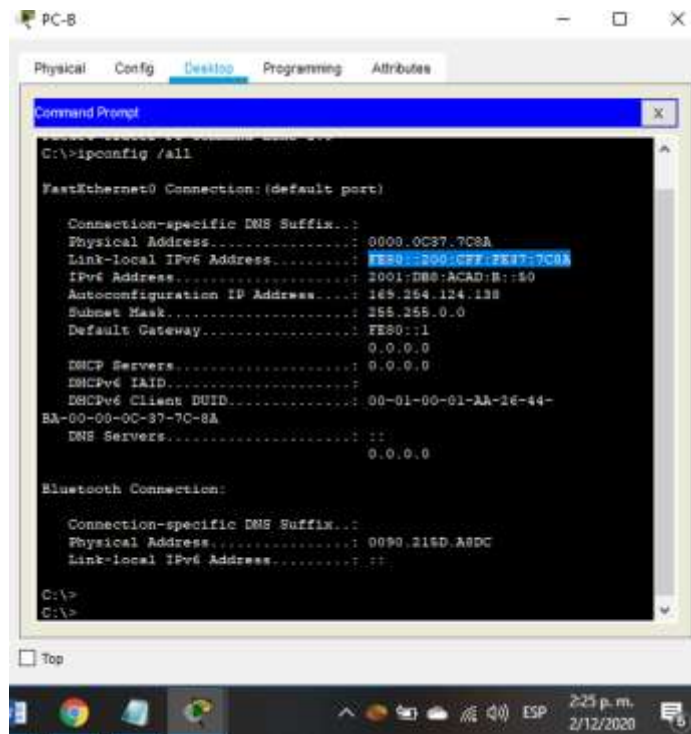 PC-B
Physical Config Desktop Programming Attributes
Command Prompt X
C:\>ipconfig /all
FastEthernet0 Connection:(default port)
Connection-specific DNS Suffix..:
Physical Address................: 0000.0C37.7C8A
Link-local IPv6 Address.........: FE80::200:CFF:FE37:7C8A
IPv6 Address....................: 2001:DB8:ACAD:B::50
Autoconfiguration IP Address....: 169.254.124.138
Subnet Mask.....................: 255.255.0.0
Default Gateway.................: FE80::1
0.0.0.0
DHCP Servers....................: 0.0.0.0
DHCPv6 IAID.....................:
DHCPv6 Client DUID..............: 00-01-00-01-AA-26-44-
BA-00-00-0C-37-7C-8A
DNS Servers.....................: ::
0.0.0.0
Bluetooth Connection:
Connection-specific DNS Suffix..:
Physical Address................: 0090.215D.A8DC
Link-local IPv6 Address.........: ::
C:\>
C:\>
Top
ESP 2:25 p. m.
2/12/2020